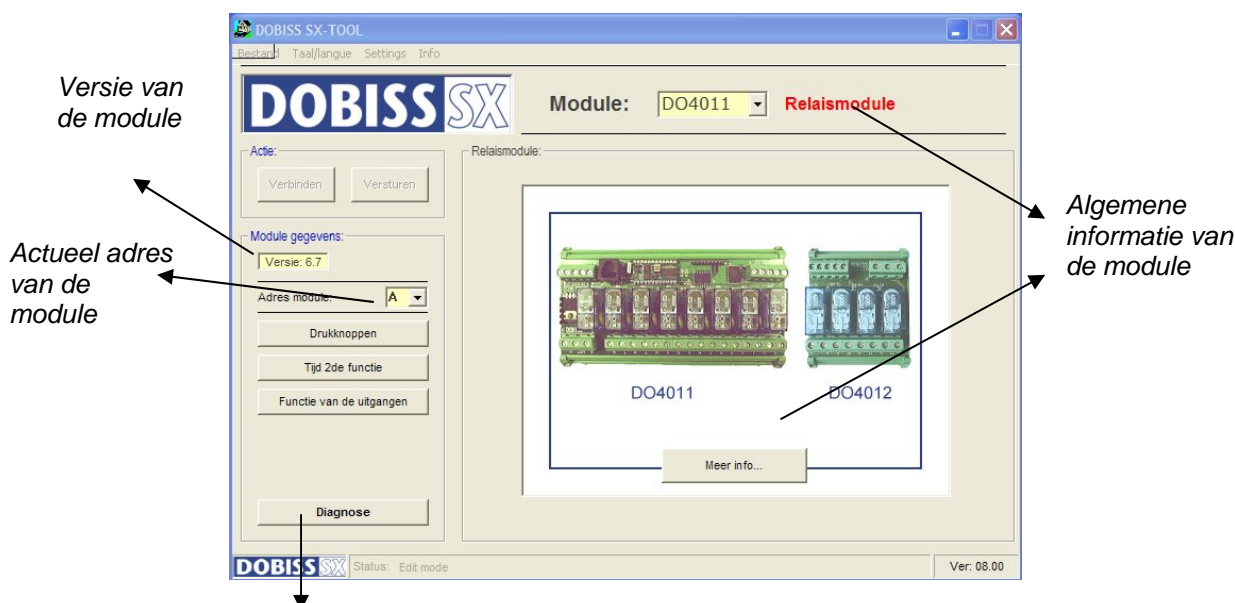 DOBISS SX-TOOL
Bestand Taal/langue Settings Info
Versie van
de module
DOBISS SX
Module:
DO4011
Relaismodule
Actie:
Verbinden
Versturen
Relaismodule:
Module gegevens:
Versie: 6.7
Actueel adres
van de
module
Adres module:
A
Algemene
informatie van
de module
Drukknoppen
Tijd 2de functie
Functie van de uitgangen
DO4011
DO4012
Meer info...
Diagnose
DOBISS SX
Status: Edit mode
Ver: 08.00